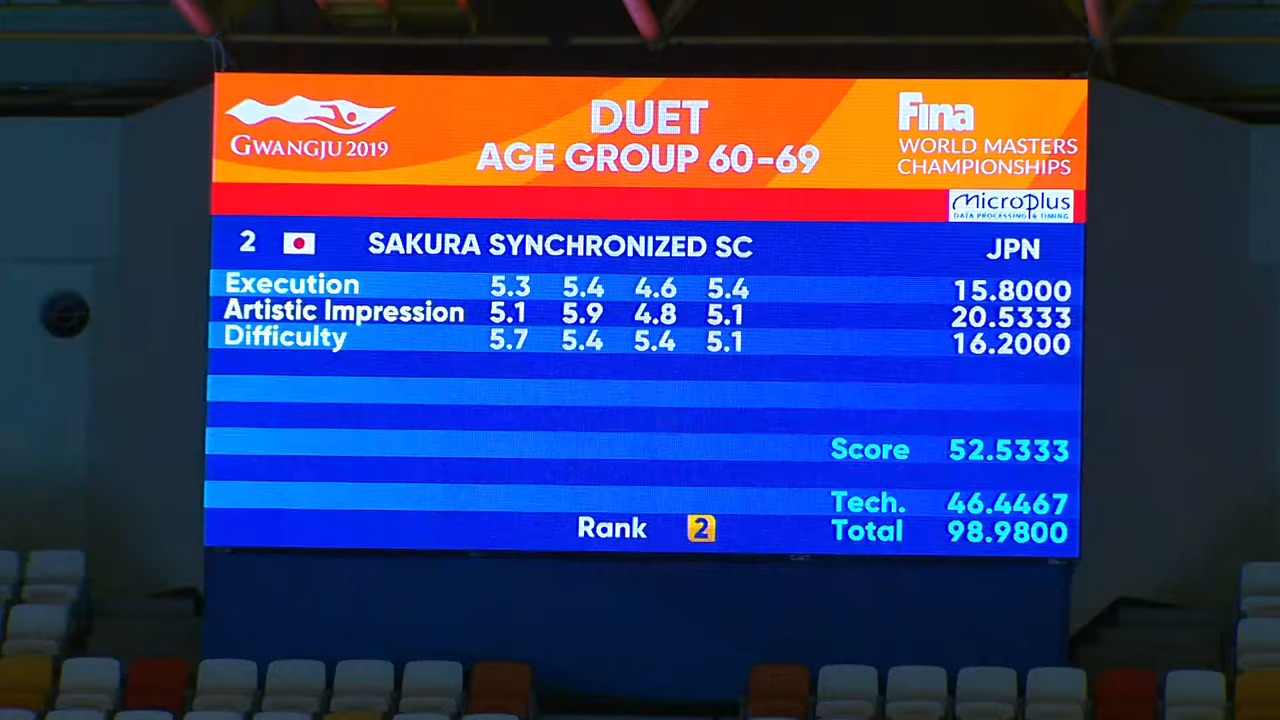 DUET
AGE GROUP 60-69
GWANGJU 2019
Fina
WORLD MASTERS
CHAMPIONSHIPS
Microplus
DATA PROCESSING & TIMING
2 SAKURA SYNCHRONIZED SC JPN
Execution 5.3 5.4 4.6 5.4 15.8000
Artistic Impression 5.1 5.9 4.8 5.1 20.5333
Difficulty 5.7 5.4 5.4 5.1 16.2000
Score 52.5333
Tech. 46.4467
Rank 2 Total 98.9800